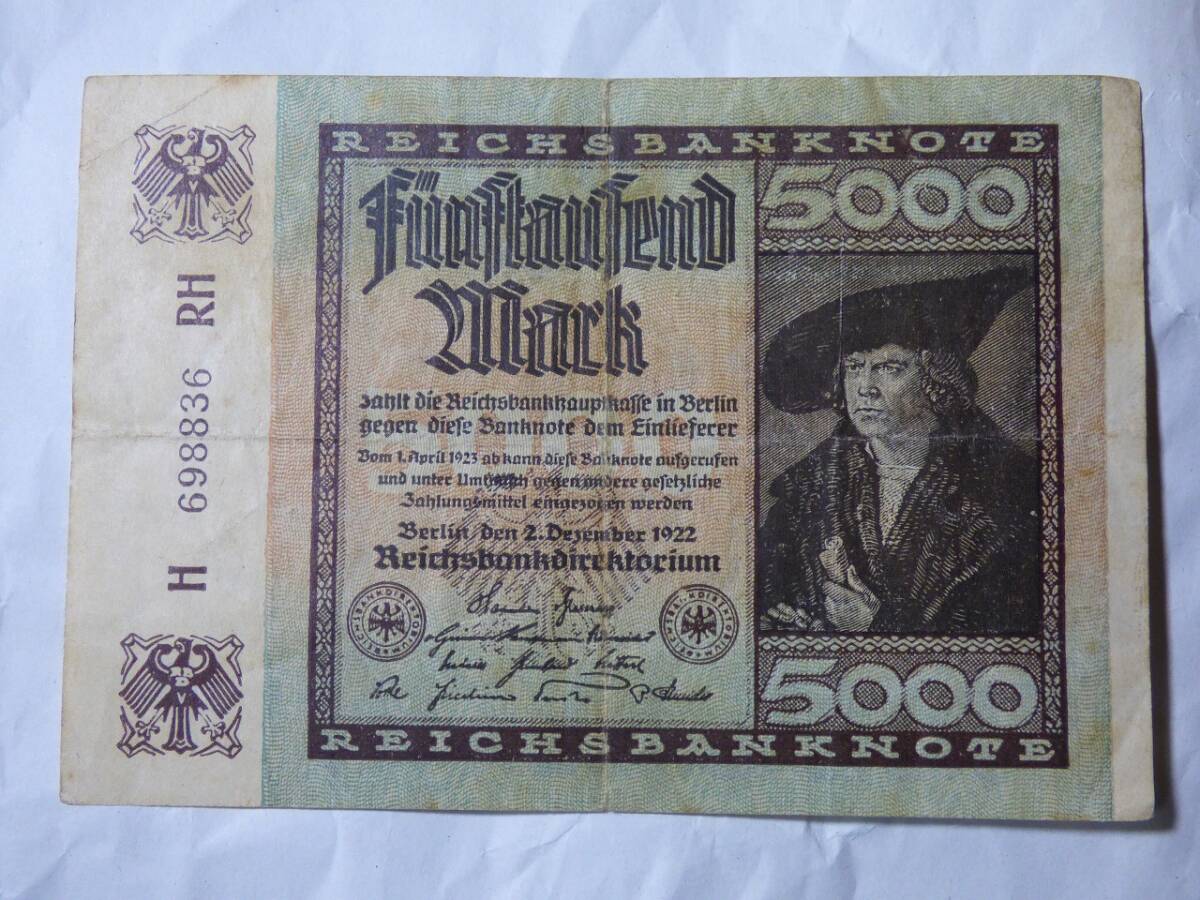 REICHSBANKNOTE
H 698836 RH
Fünftausend
Mark
5000
zahlt die Reichsbankhauptkasse in Berlin
gegen diese Banknote dem Einlieferer
Vom 1. April 1923 ab kann diese Banknote aufgerufen
und unter Umtausch gegen andere gesetzliche
Zahlungsmittel eingezogen werden
Berlin den 2. Dezember 1922
Reichsbankdirektorium
REICHSBANKDIREKTORIUM
REICHSBANKDIREKTORIUM
5000
REICHSBANKNOTE